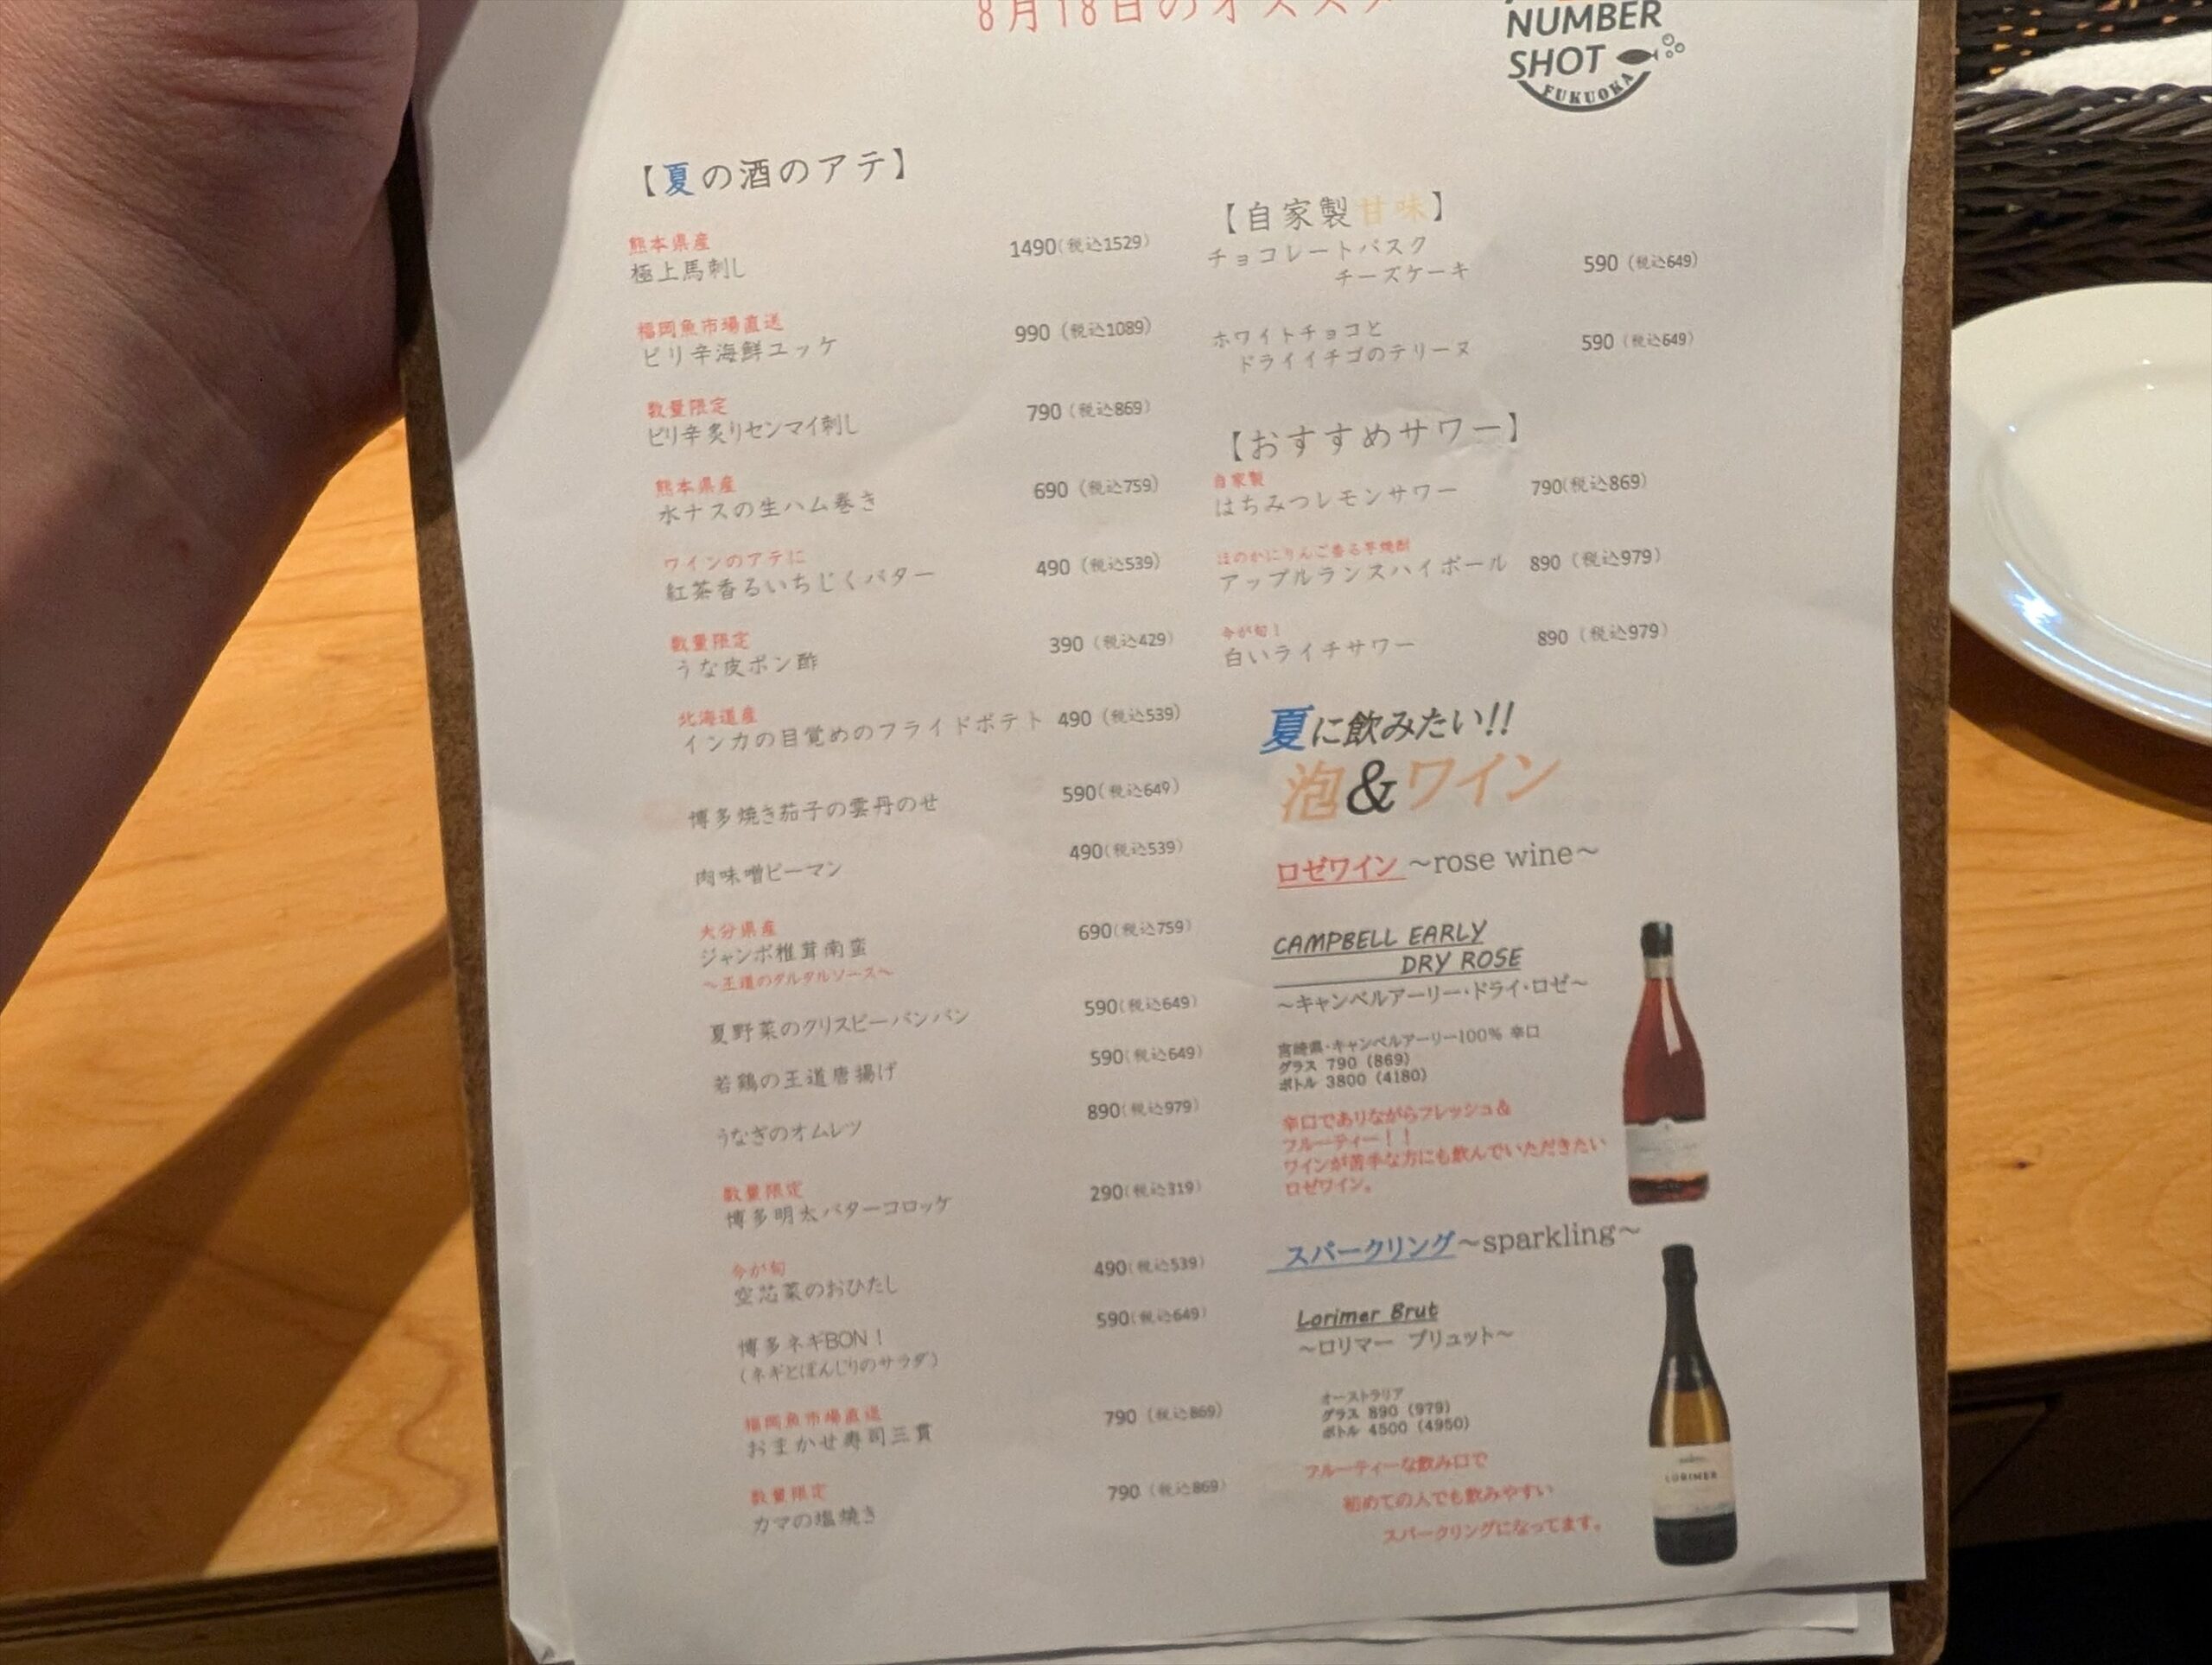 8月18日のオススメ
NUMBER
SHOT
FUKUOKA
【夏の酒のアテ】
熊本県産
極上馬刺し 1490(税込1529)
福岡魚市場直送
ピリ辛海鮮ユッケ 990 (税込1089)
数量限定
ピリ辛炙りセンマイ刺し 790 (税込869)
熊本県産
水ナスの生ハム巻き 690 (税込759)
ワインのアテに
紅茶香るいちじくバター 490 (税込539)
数量限定
うな皮ポン酢 390 (税込429)
北海道産
インカの目覚めのフライドポテト 490 (税込539)
博多焼き茄子の雲丹のせ 590(税込649)
肉味噌ピーマン 490(税込539)
大分県産
ジャンボ椎茸南蛮 690(税込759)
～王道のタルタルソース～
夏野菜のクリスピーバンバン 590(税込649)
若鶏の王道唐揚げ 590(税込649)
うなぎのオムレツ 890(税込979)
数量限定
博多明太バターコロッケ 290(税込319)
今が旬
空芯菜のおひたし 490(税込539)
博多ネギBON！ 590(税込649)
(ネギとぼんじりのサラダ)
福岡魚市場直送
おまかせ寿司三貫 790 (税込869)
数量限定
カマの塩焼き 790 (税込869)
【自家製甘味】
チョコレートバスク
チーズケーキ 590 (税込649)
ホワイトチョコと
ドライイチゴのテリーヌ 590 (税込649)
【おすすめサワー】
自家製
はちみつレモンサワー 790(税込869)
ほのかにりんご香る芋焼酎
アップルランスハイボール 890 (税込979)
今が旬！
白いライチサワー 890 (税込979)
夏に飲みたい!!
泡&ワイン
ロゼワイン ～rose wine～
CAMPBELL EARLY
DRY ROSE
～キャンベルアーリー・ドライ・ロゼ～
宮崎県・キャンベルアーリー100% 辛口
グラス 790 (869)
ボトル 3800 (4180)
辛口でありながらフレッシュ&
フルーティー！！
ワインが苦手な方にも飲んでいただきたい
ロゼワイン。
スパークリング～sparkling～
Lorimer Brut
～ロリマー ブリュット～
オーストラリア
グラス 890 (979)
ボトル 4500 (4950)
フルーティーな飲み口で
初めての人でも飲みやすい
スパークリングになってます。
LORIMER